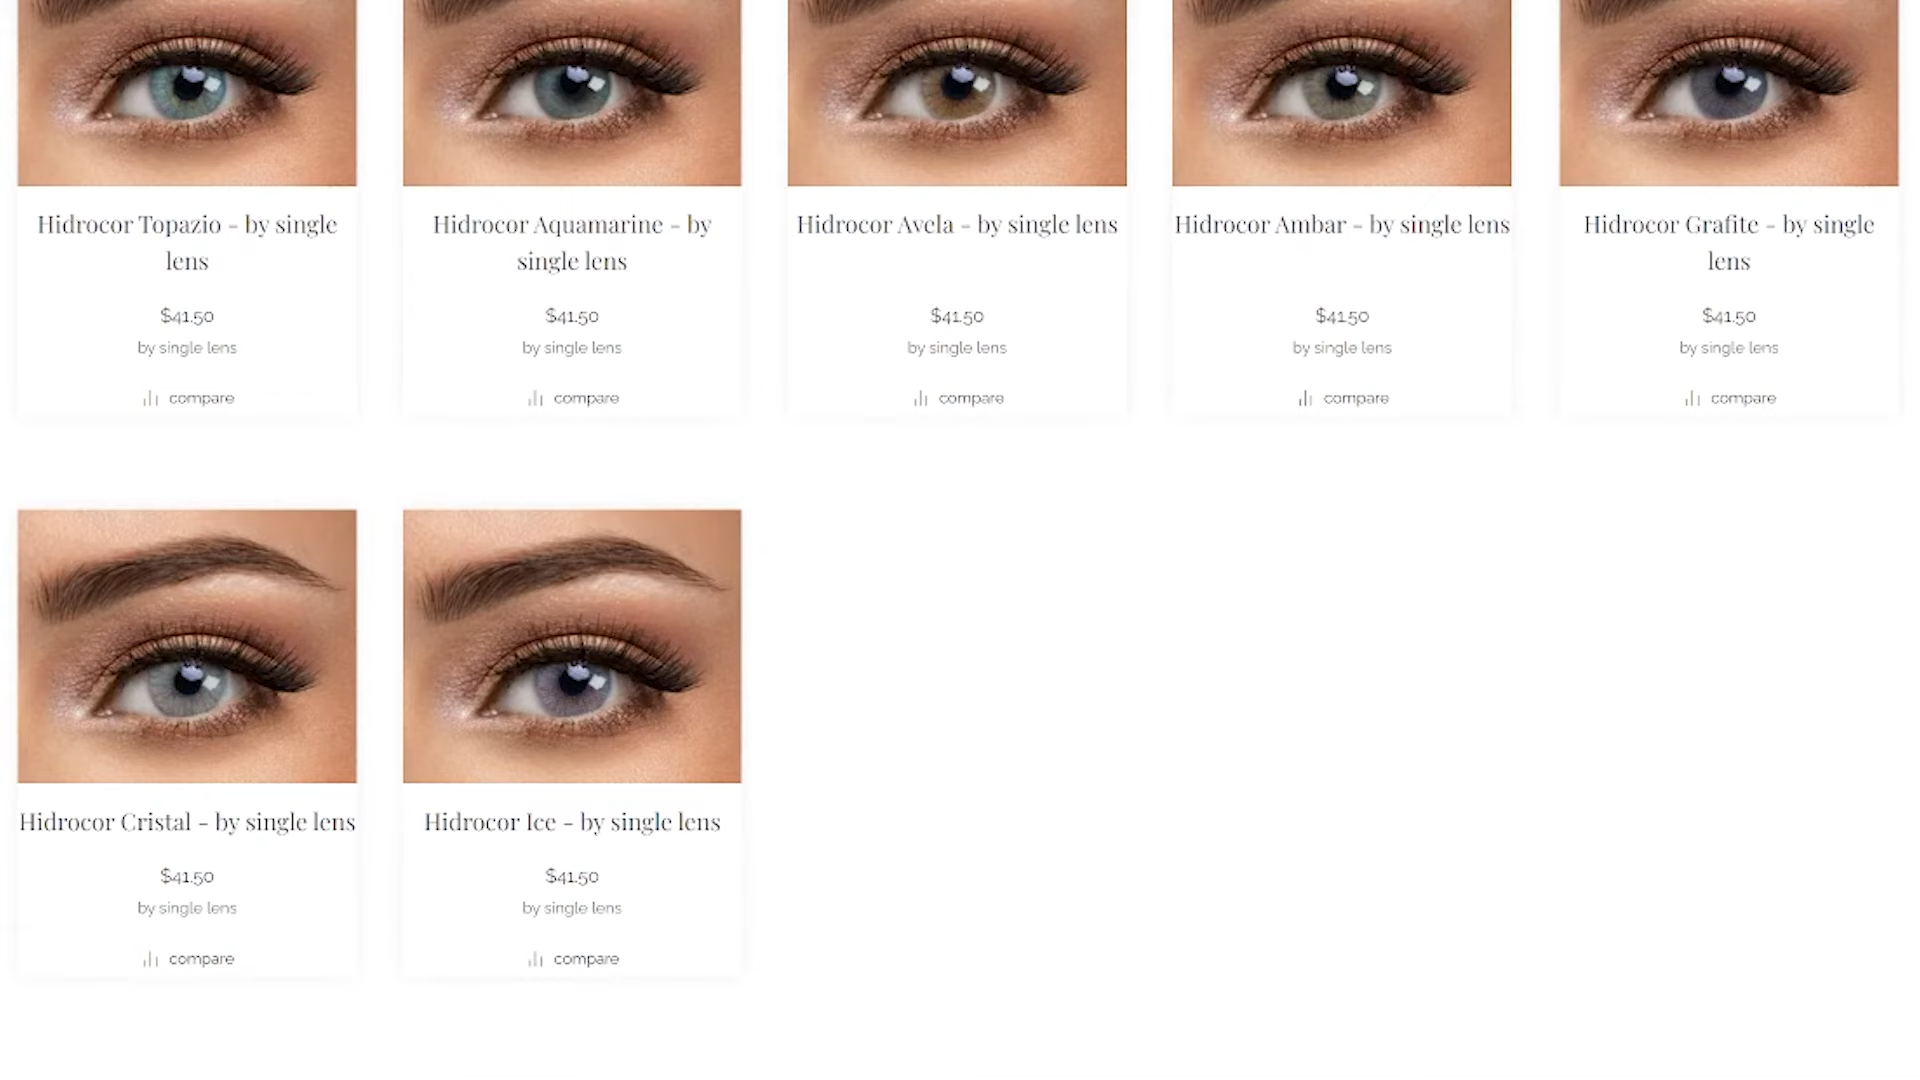 Hidrocor Topazio - by single
lens
$41.50
by single lens
compare
Hidrocor Aquamarine - by
single lens
$41.50
by single lens
compare
Hidrocor Avela - by single lens
$41.50
by single lens
compare
Hidrocor Ambar - by single lens
$41.50
by single lens
compare
Hidrocor Grafite - by single
lens
$41.50
by single lens
compare
Hidrocor Cristal - by single lens
$41.50
by single lens
compare
Hidrocor Ice - by single lens
$41.50
by single lens
compare